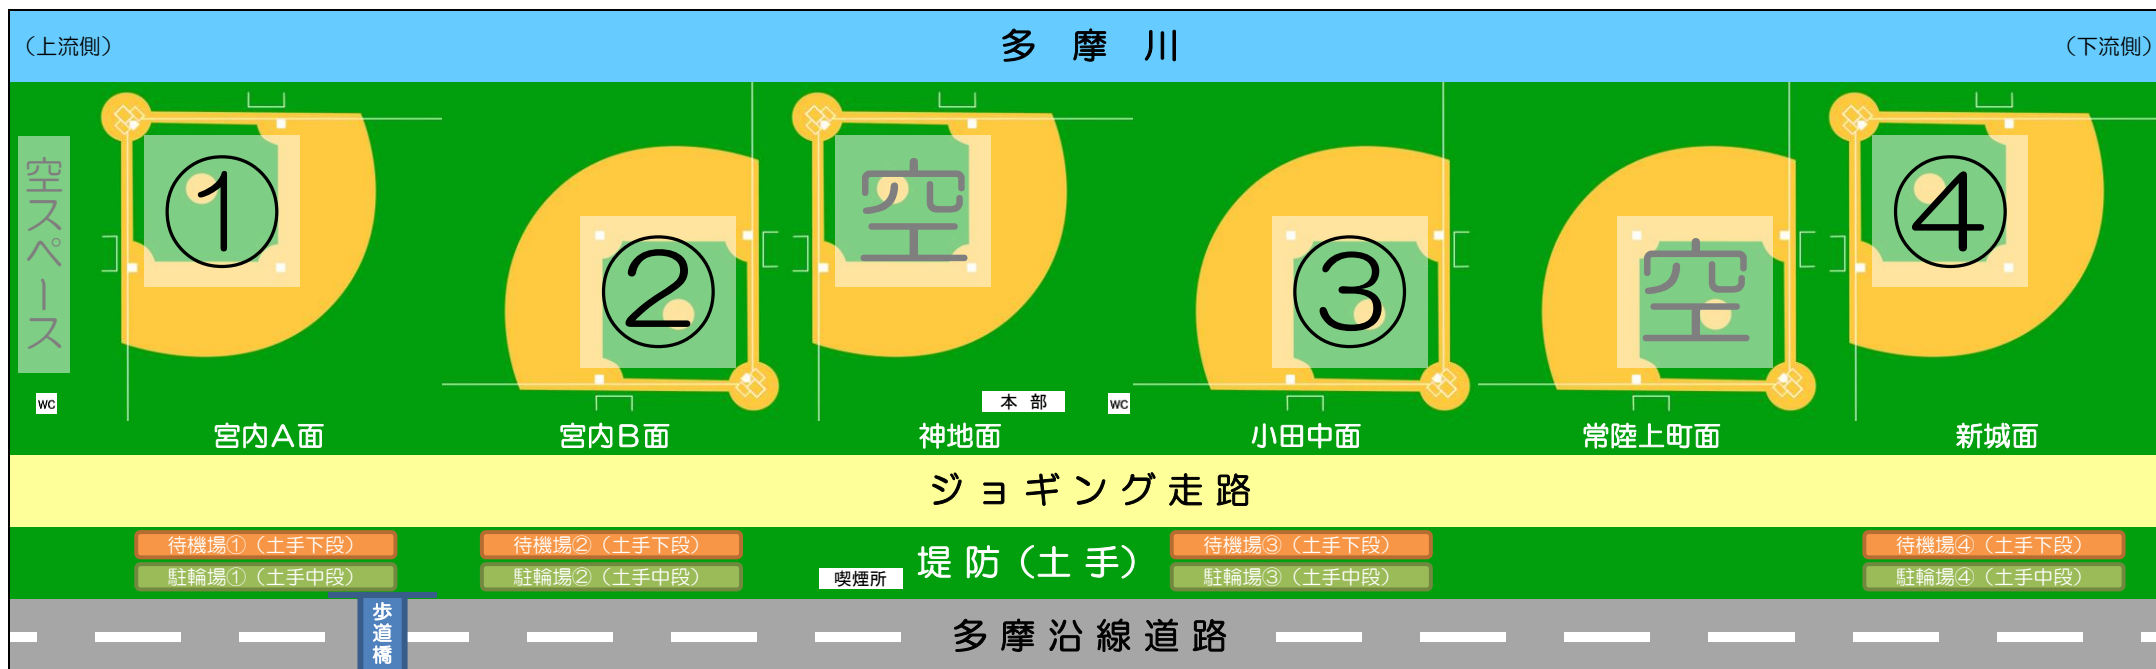 （上流側）
多 摩 川
（下流側）
空スペース
①
②
空
③
空
④
WC
本 部
WC
宮内A面
宮内B面
神地面
小田中面
常陸上町面
新城面
ジョギング走路
待機場①（土手下段）
待機場②（土手下段）
待機場③（土手下段）
待機場④（土手下段）
堤防（土手）
駐輪場①（土手中段）
駐輪場②（土手中段）
喫煙所
駐輪場③（土手中段）
駐輪場④（土手中段）
歩道橋
多摩沿線道路